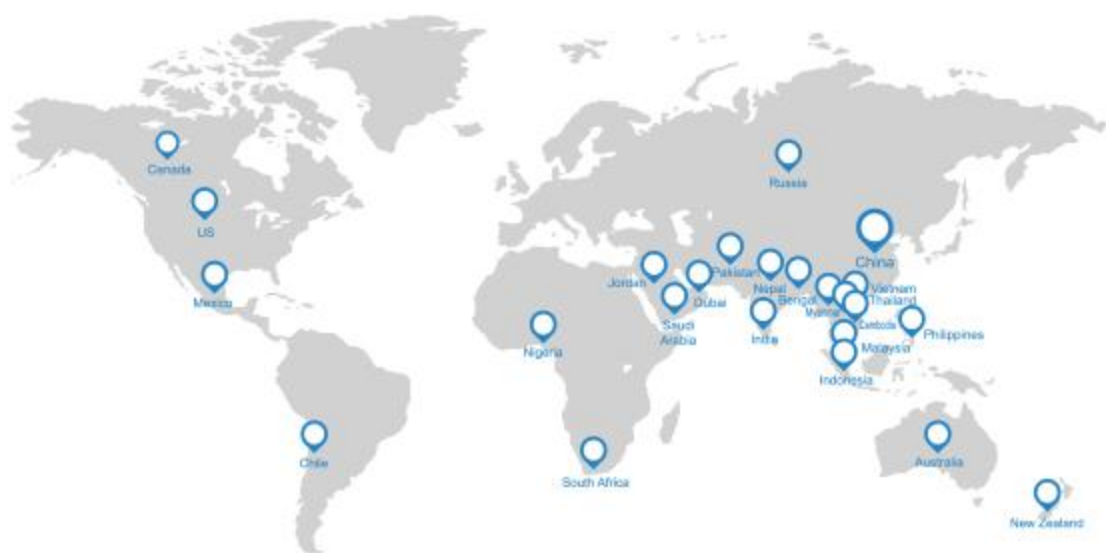 Canada
Russia
US
China
Jordan
Dubai
Pakistan
Nepal
Bengal
Vietnam
Mexico
Thailand
Myanmar
Saudi
Arabia
India
Cambodia
Philippines
Nigeria
Malaysia
Indonesia
Chile
Australia
South Africa
New Zealand